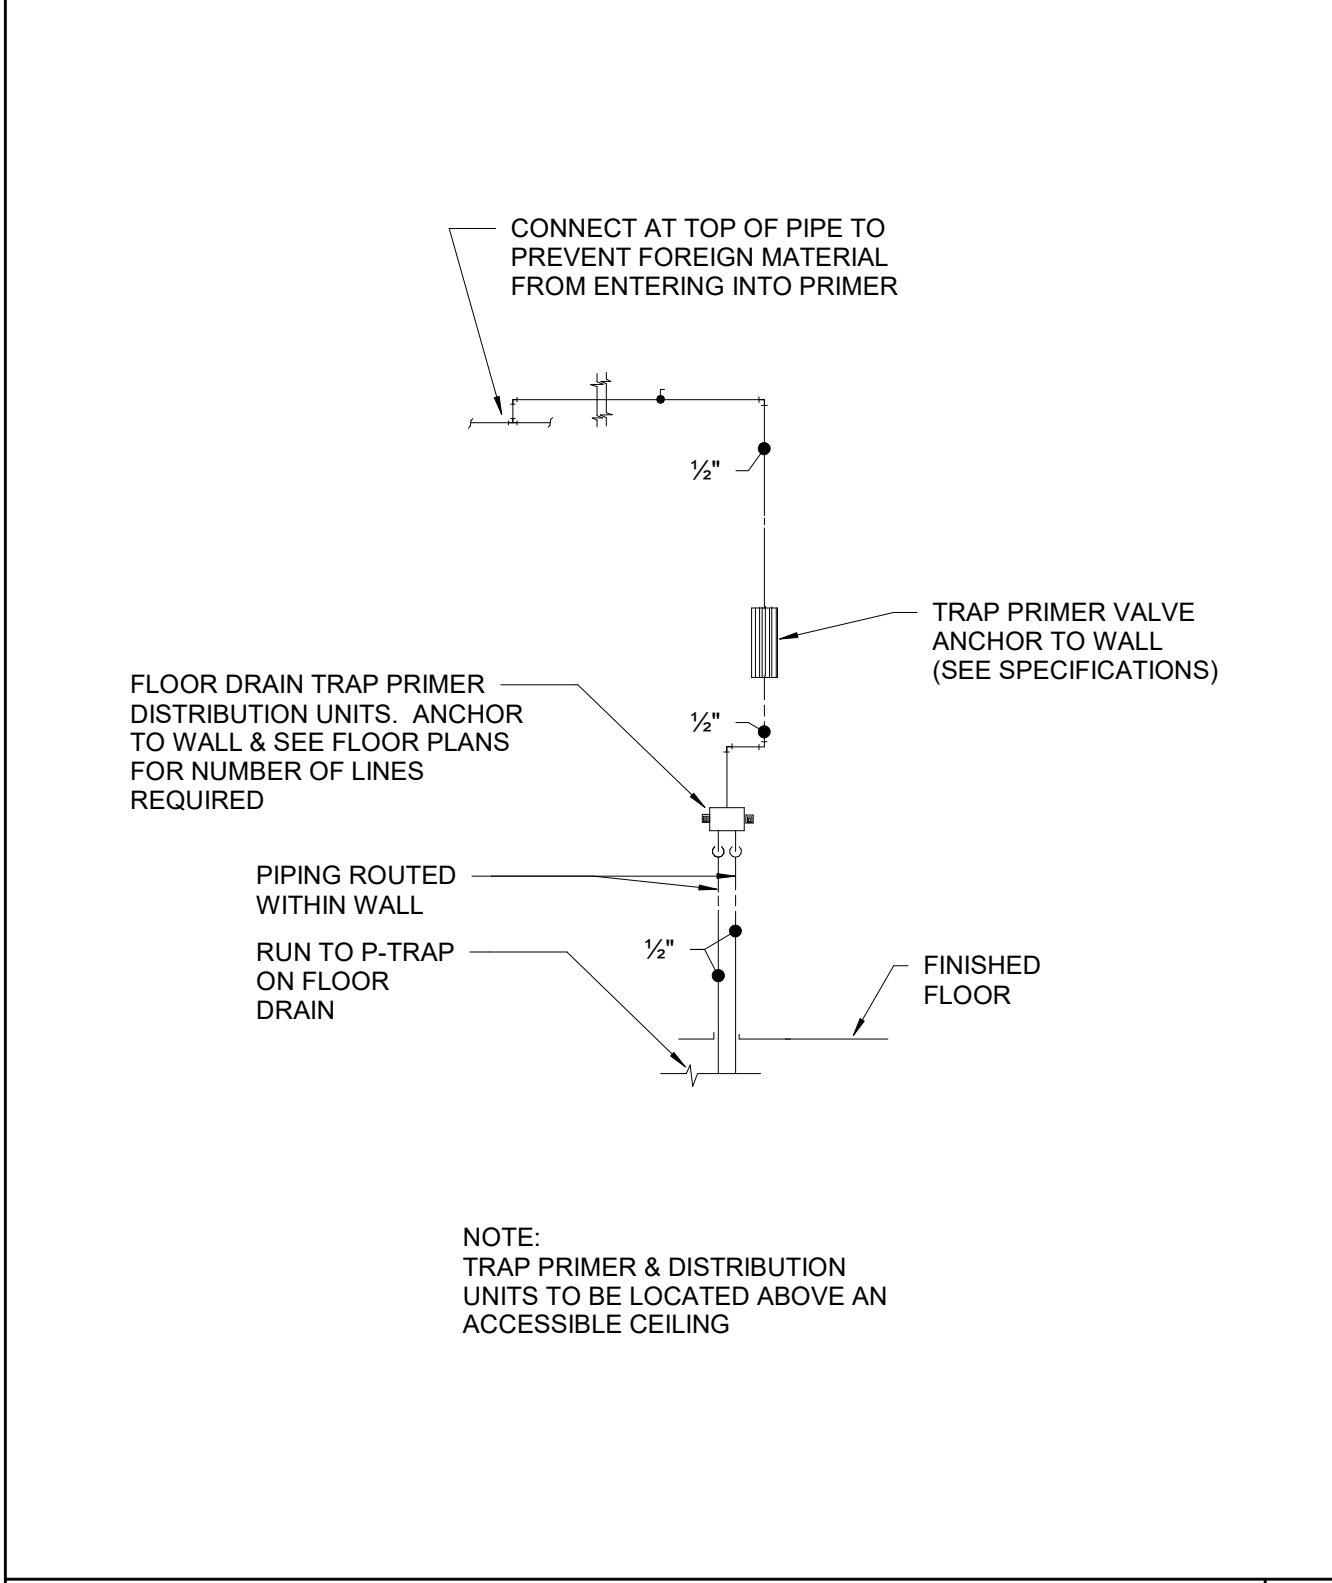 CONNECT AT TOP OF PIPE TO
PREVENT FOREIGN MATERIAL
FROM ENTERING INTO PRIMER
½"
TRAP PRIMER VALVE
ANCHOR TO WALL
(SEE SPECIFICATIONS)
FLOOR DRAIN TRAP PRIMER
DISTRIBUTION UNITS.  ANCHOR
TO WALL & SEE FLOOR PLANS
FOR NUMBER OF LINES
REQUIRED
½"
PIPING ROUTED
WITHIN WALL
RUN TO P-TRAP
ON FLOOR
DRAIN
½"
FINISHED
FLOOR
NOTE:
TRAP PRIMER & DISTRIBUTION
UNITS TO BE LOCATED ABOVE AN
ACCESSIBLE CEILING